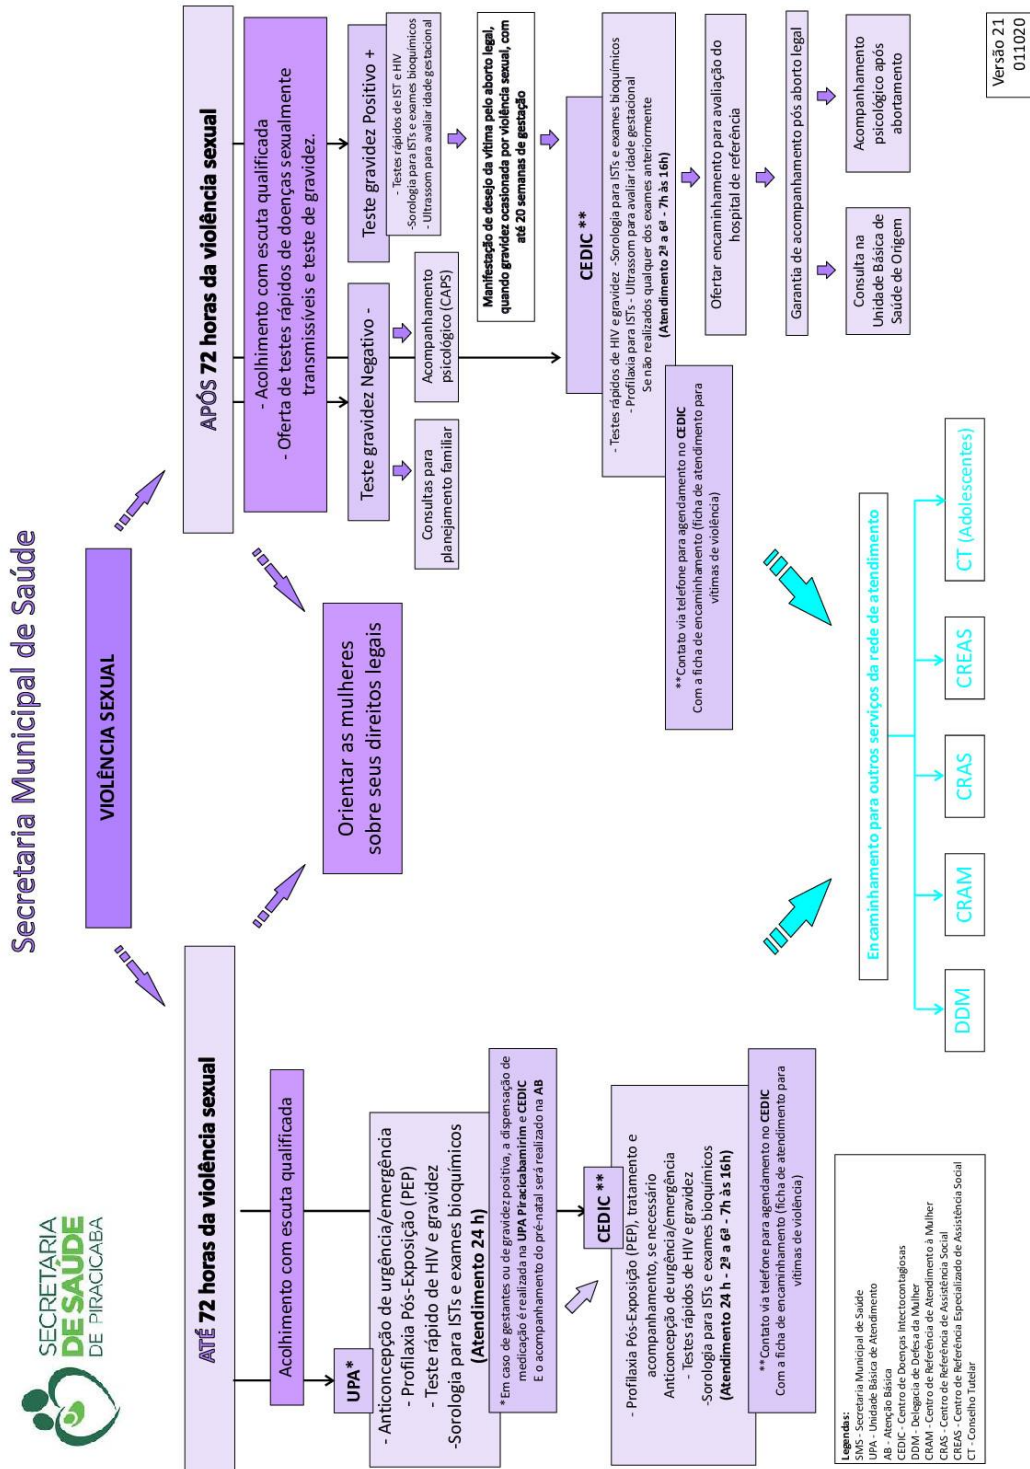 SECRETARIA
DE SAÚDE
DE PIRACICABA
Secretaria Municipal de Saúde
VIOLÊNCIA SEXUAL
ATÉ 72 horas da violência sexual
Acolhimento com escuta qualificada
UPA*
- Anticoncepção de urgência/emergência
- Profilaxia Pós-Exposição (PEP)
- Teste rápido de HIV e gravidez
-Sorologia para ISTs e exames bioquímicos
(Atendimento 24 h)
*Em caso de gestantes ou de gravidez positiva, a dispensação de
medicação é realizada na UPA Piracicabamirim e CEDIC
E o acompanhamento do pré-natal será realizado na AB
CEDIC **
- Profilaxia Pós-Exposição (PEP), tratamento e
acompanhamento, se necessário
Anticoncepção de urgência/emergência
- Testes rápidos de HIV e gravidez
-Sorologia para ISTs e exames bioquímicos
(Atendimento 24 h - 2ª a 6ª - 7h às 16h)
**Contato via telefone para agendamento no CEDIC
Com a ficha de encaminhamento (ficha de atendimento para
vítimas de violência)
Orientar as mulheres
sobre seus direitos legais
APÓS 72 horas da violência sexual
- Acolhimento com escuta qualificada
- Oferta de testes rápidos de doenças sexualmente
transmissíveis e teste de gravidez.
Teste gravidez Negativo -
Consultas para
planejamento familiar
Acompanhamento
psicológico (CAPS)
Teste gravidez Positivo +
- Testes rápidos de IST e HIV
-Sorologia para ISTs e exames bioquímicos
- Ultrassom para avaliar idade gestacional
Manifestação de desejo da vítima pelo aborto legal,
quando gravidez ocasionada por violência sexual, com
até 20 semanas de gestação
CEDIC **
- Testes rápidos de HIV e gravidez -Sorologia para ISTs e exames bioquímicos
- Profilaxia para ISTs - Ultrassom para avaliar idade gestacional
Se não realizados qualquer dos exames anteriormente
(Atendimento 2ª a 6ª - 7h às 16h)
**Contato via telefone para agendamento no CEDIC
Com a ficha de encaminhamento (ficha de atendimento para
vítimas de violência)
Ofertar encaminhamento para avaliação do
hospital de referência
Garantia de acompanhamento pós aborto legal
Consulta na
Unidade Básica de
Saúde de Origem
Acompanhamento
psicológico após
abortamento
Encaminhamento para outros serviços da rede de atendimento
DDM
CRAM
CRAS
CREAS
CT (Adolescentes)
Legendas:
SMS - Secretaria Municipal de Saúde
UPA - Unidade Básica de Atendimento
AB - Atenção Básica
CEDIC - Centro de Doenças Intectocontagiosas
DDM - Delegacia de Defesa da Mulher
CRAM - Centro de Referência de Atendimento à Mulher
CRAS - Centro de Referência de Assistência Social
CREAS - Centro de Referência Especializado de Assistência Social
CT - Conselho Tutelar
Versão 21
011020